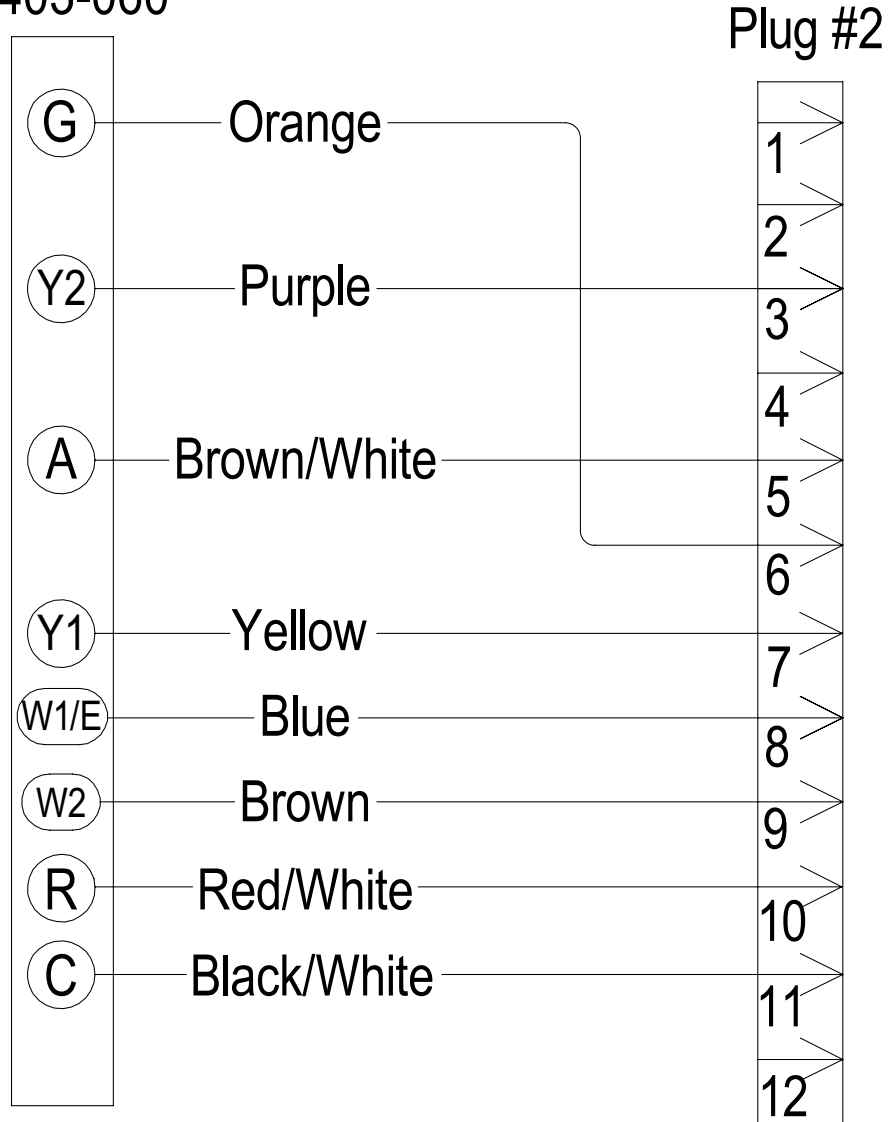 Plug #2
G Orange 1
2
Y2 Purple 3
4
A Brown/White 5
6
Y1 Yellow 7
W1/E Blue 8
W2 Brown 9
R Red/White 10
C Black/White 11
12